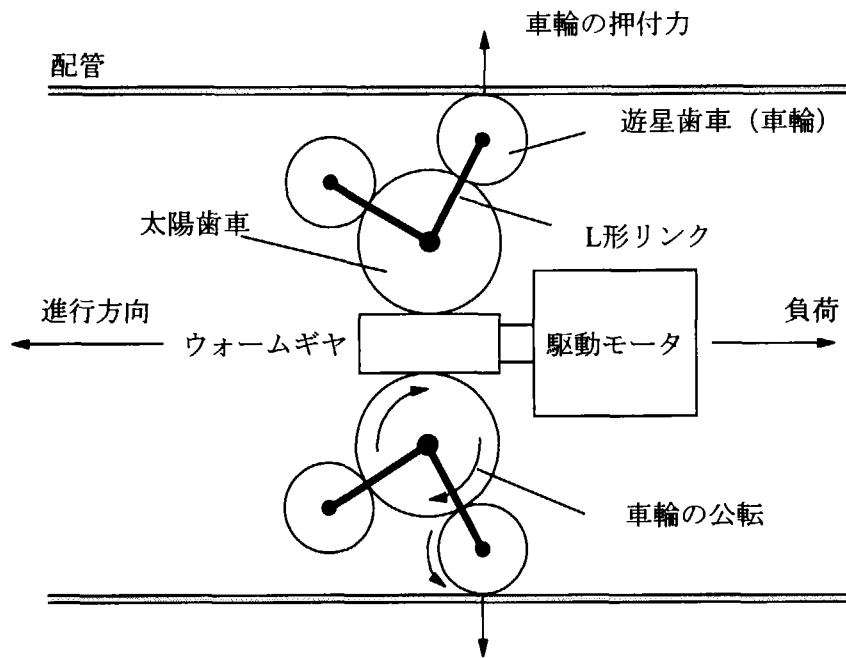 車輪の押付力
配管
遊星歯車（車輪）
太陽歯車
L形リンク
進行方向
ウォームギヤ
駆動モータ
負荷
車輪の公転